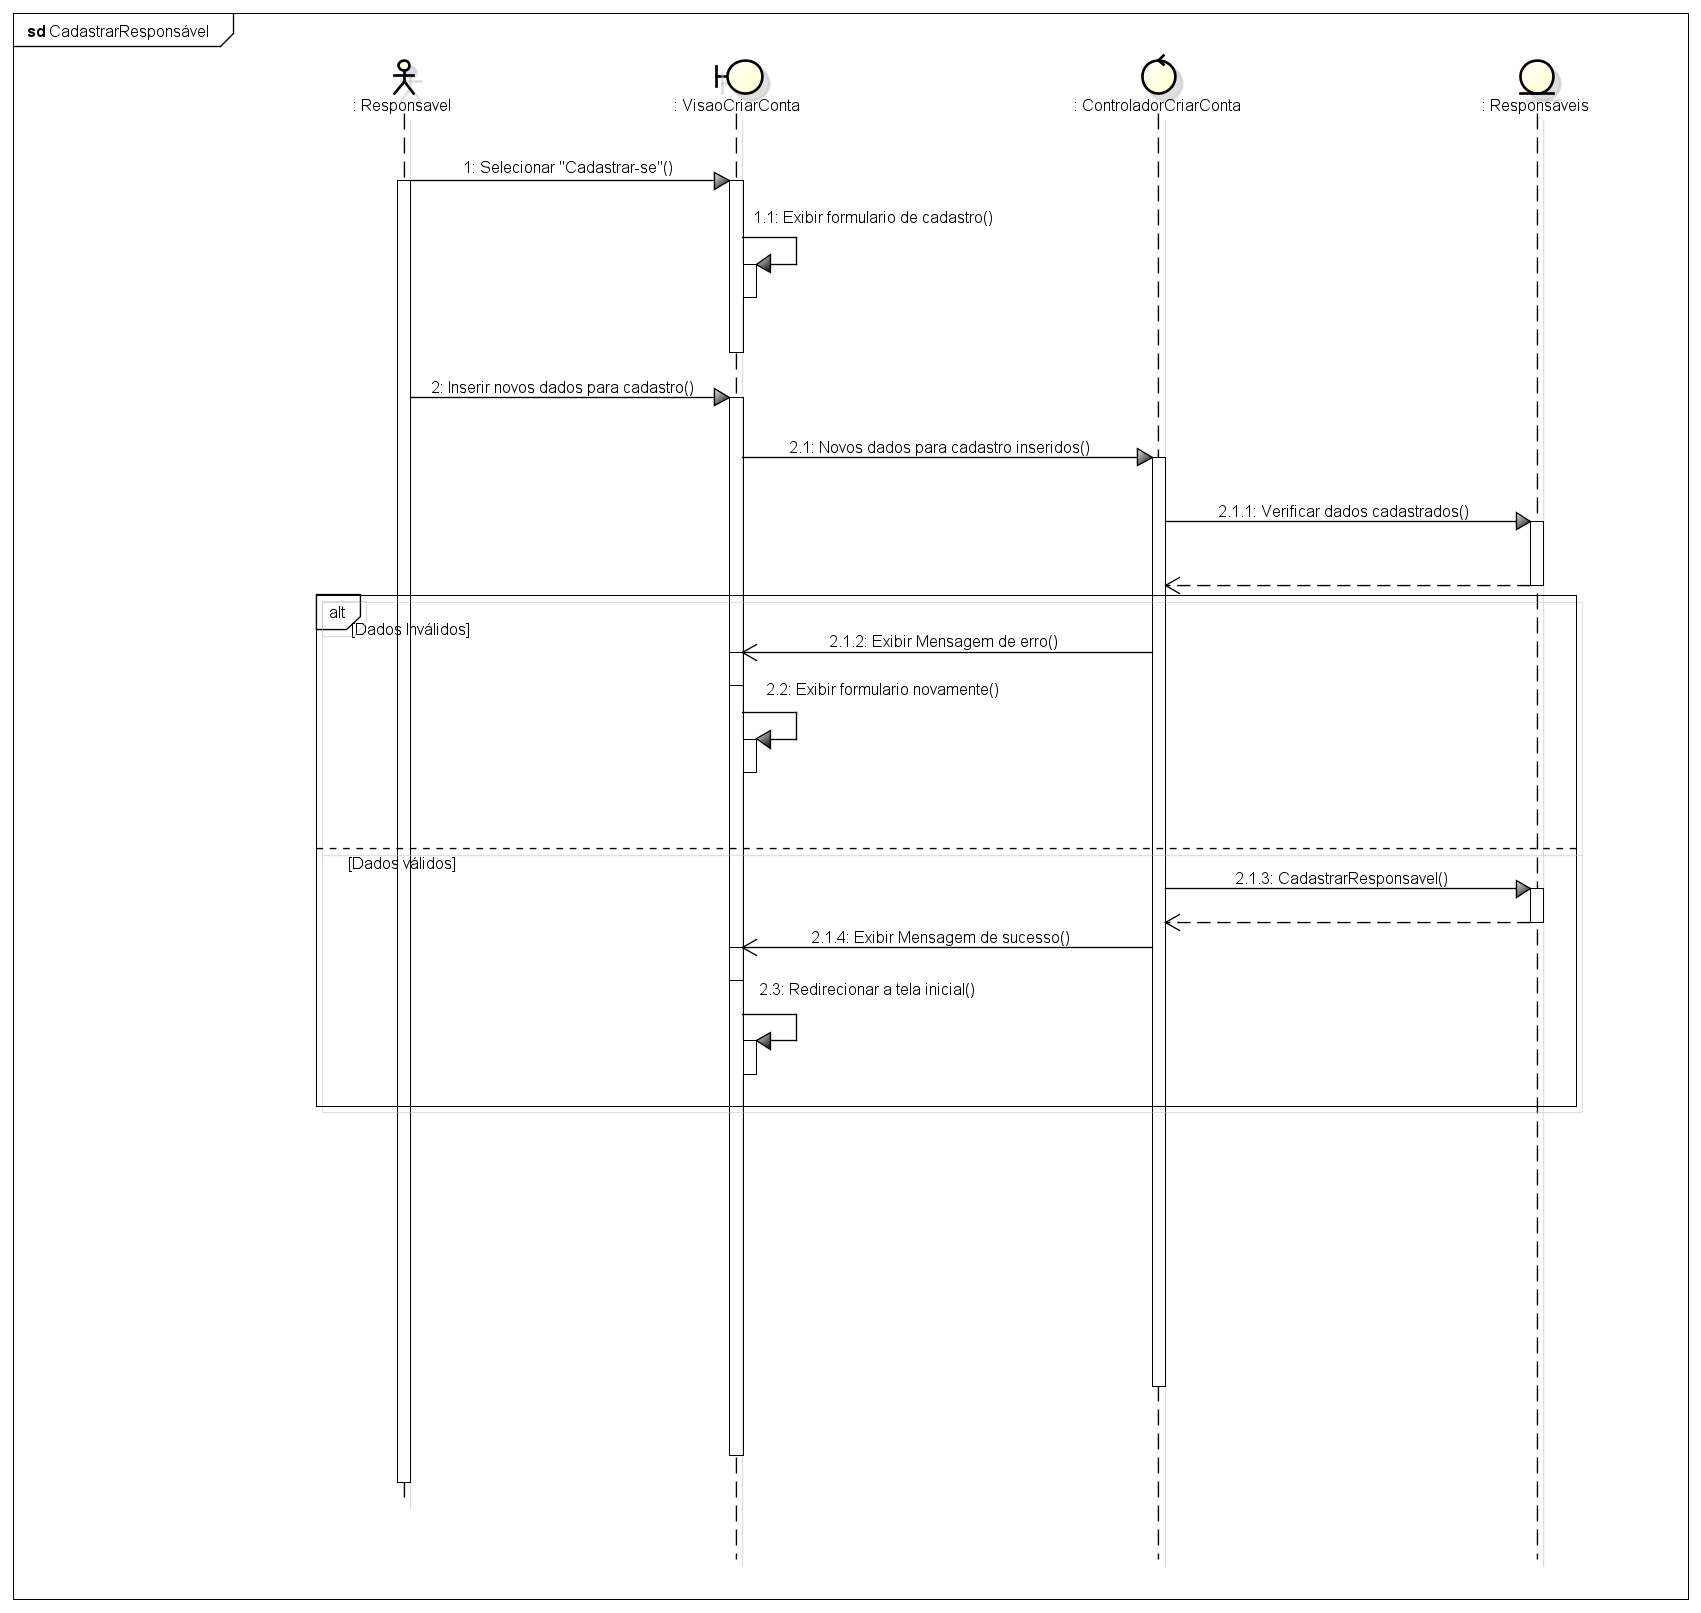 sd CadastrarResponsável
: Responsavel
: VisaoCriarConta
: ControladorCriarConta
: Responsaveis
1: Selecionar "Cadastrar-se"()
1.1: Exibir formulario de cadastro()
2: Inserir novos dados para cadastro()
2.1: Novos dados para cadastro inseridos()
2.1.1: Verificar dados cadastrados()
alt
[Dados Inválidos]
2.1.2: Exibir Mensagem de erro()
2.2: Exibir formulario novamente()
[Dados válidos]
2.1.3: CadastrarResponsavel()
2.1.4: Exibir Mensagem de sucesso()
2.3: Redirecionar a tela inicial()